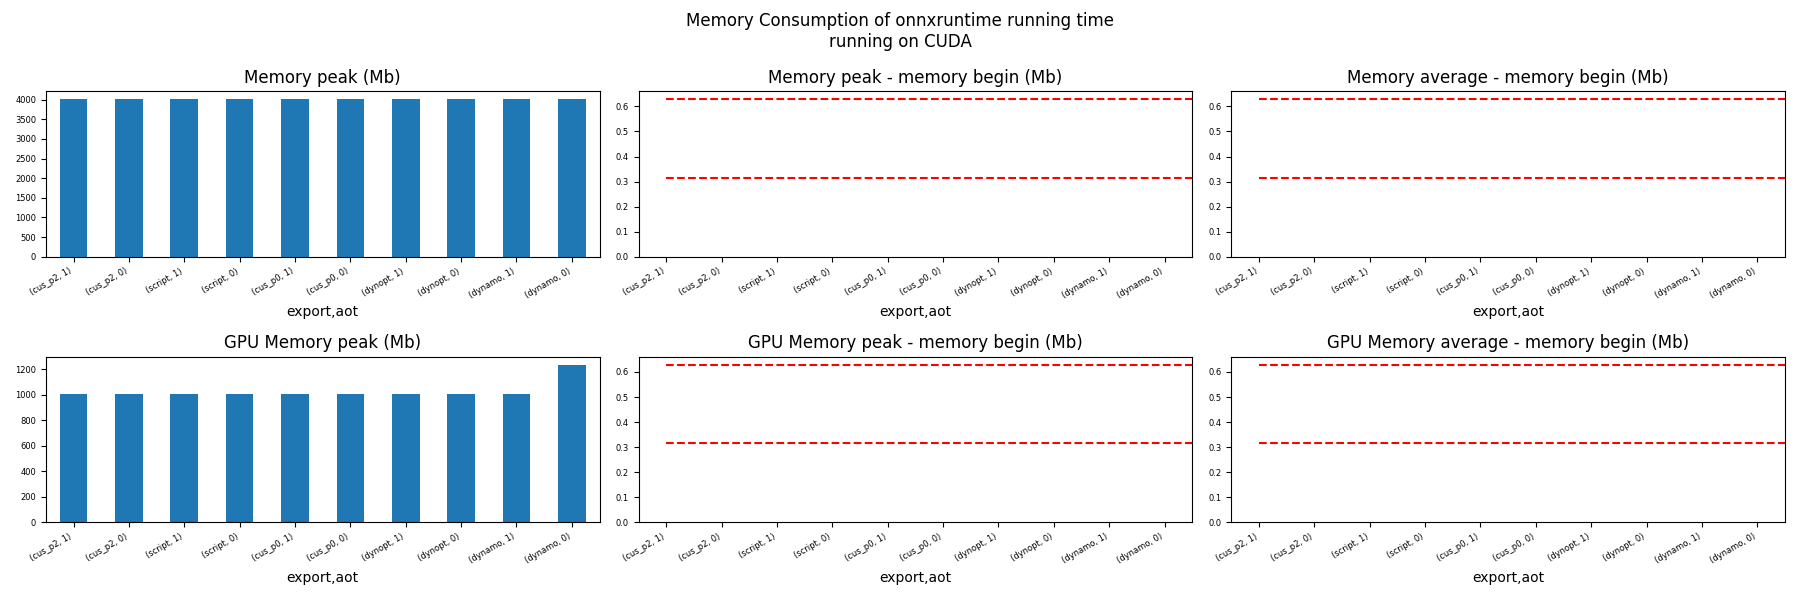 Memory Consumption of onnxruntime running time
running on CUDA
Memory peak (Mb)
4000
3500
3000
2500
2000
1500
1000
500
0
(cus_p2, 1)
(cus_p2, 0)
(script, 1)
(script, 0)
(cus_p0, 1)
(cus_p0, 0)
(dynopt, 1)
(dynopt, 0)
(dynamo, 1)
(dynamo, 0)
export,aot
Memory peak - memory begin (Mb)
0.6
0.5
0.4
0.3
0.2
0.1
0.0
(cus_p2, 1)
(cus_p2, 0)
(script, 1)
(script, 0)
(cus_p0, 1)
(cus_p0, 0)
(dynopt, 1)
(dynopt, 0)
(dynamo, 1)
(dynamo, 0)
export,aot
Memory average - memory begin (Mb)
0.6
0.5
0.4
0.3
0.2
0.1
0.0
(cus_p2, 1)
(cus_p2, 0)
(script, 1)
(script, 0)
(cus_p0, 1)
(cus_p0, 0)
(dynopt, 1)
(dynopt, 0)
(dynamo, 1)
(dynamo, 0)
export,aot
GPU Memory peak (Mb)
1200
1000
800
600
400
200
0
(cus_p2, 1)
(cus_p2, 0)
(script, 1)
(script, 0)
(cus_p0, 1)
(cus_p0, 0)
(dynopt, 1)
(dynopt, 0)
(dynamo, 1)
(dynamo, 0)
export,aot
GPU Memory peak - memory begin (Mb)
0.6
0.5
0.4
0.3
0.2
0.1
0.0
(cus_p2, 1)
(cus_p2, 0)
(script, 1)
(script, 0)
(cus_p0, 1)
(cus_p0, 0)
(dynopt, 1)
(dynopt, 0)
(dynamo, 1)
(dynamo, 0)
export,aot
GPU Memory average - memory begin (Mb)
0.6
0.5
0.4
0.3
0.2
0.1
0.0
(cus_p2, 1)
(cus_p2, 0)
(script, 1)
(script, 0)
(cus_p0, 1)
(cus_p0, 0)
(dynopt, 1)
(dynopt, 0)
(dynamo, 1)
(dynamo, 0)
export,aot